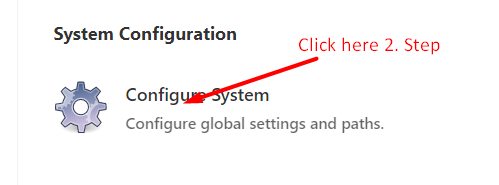 System Configuration
Click here 2. Step
Configure System
Configure global settings and paths.